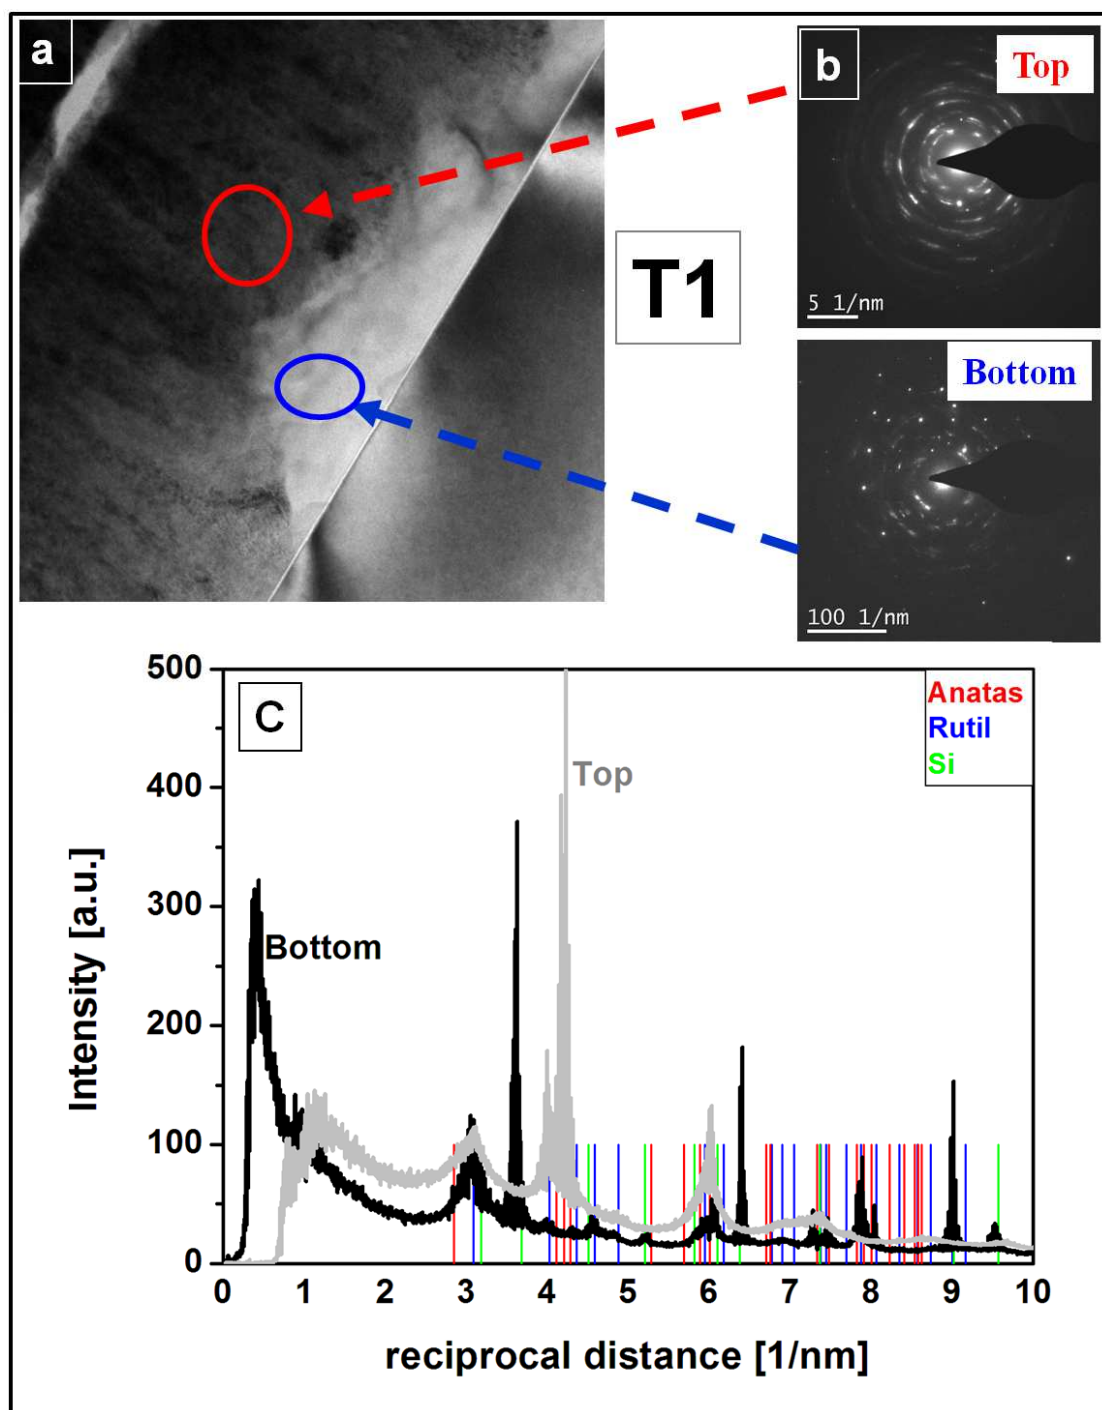 a
b
Top
5 1/nm
T1
Bottom
100 1/nm
C
Anatas
Rutil
Si
Top
Bottom
Intensity [a.u.]
500
400
300
200
100
0
0 1 2 3 4 5 6 7 8 9 10
reciprocal distance [1/nm]